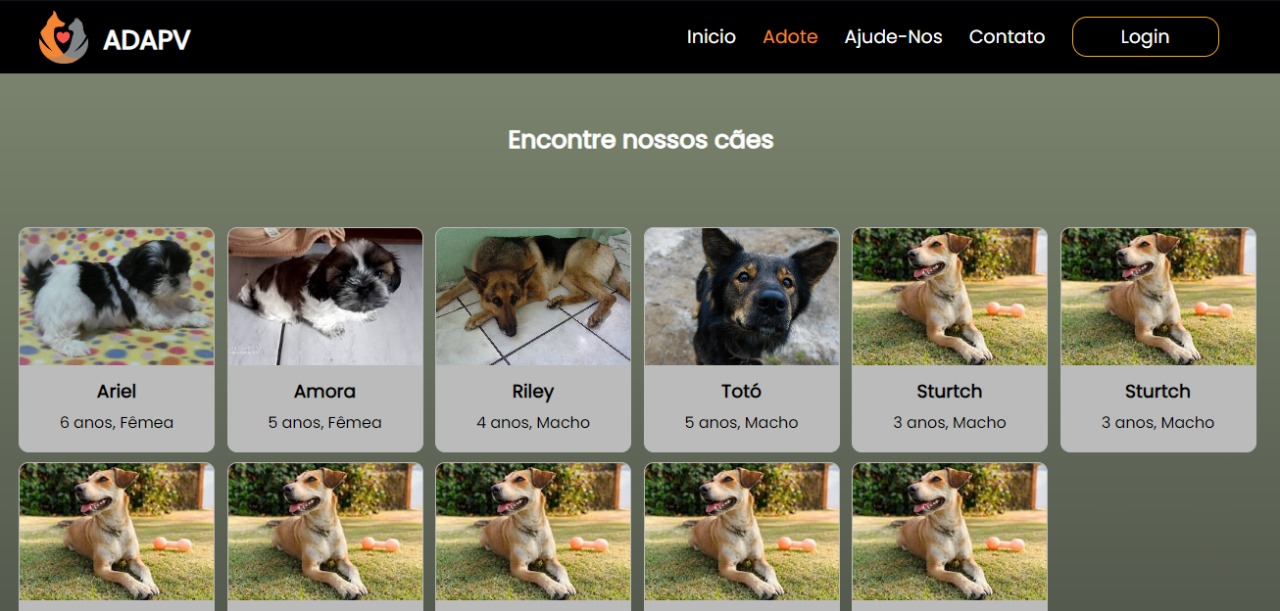 ADAPV
Inicio Adote Ajude-Nos Contato Login
Encontre nossos cães
Ariel Amora Riley Totó Sturtch Sturtch
6 anos, Fêmea 5 anos, Fêmea 4 anos, Macho 5 anos, Macho 3 anos, Macho 3 anos, Macho